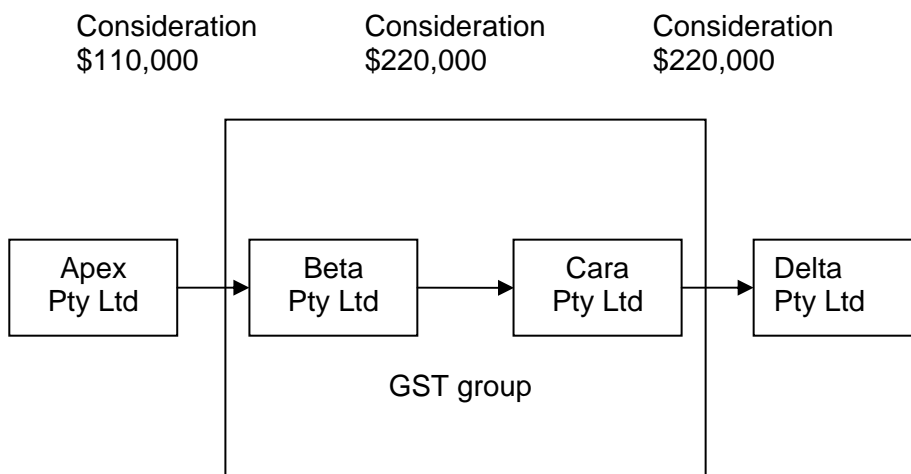 Consideration
$110,000
Consideration
$220,000
Consideration
$220,000
Apex
Pty Ltd
Beta
Pty Ltd
Cara
Pty Ltd
Delta
Pty Ltd
GST group